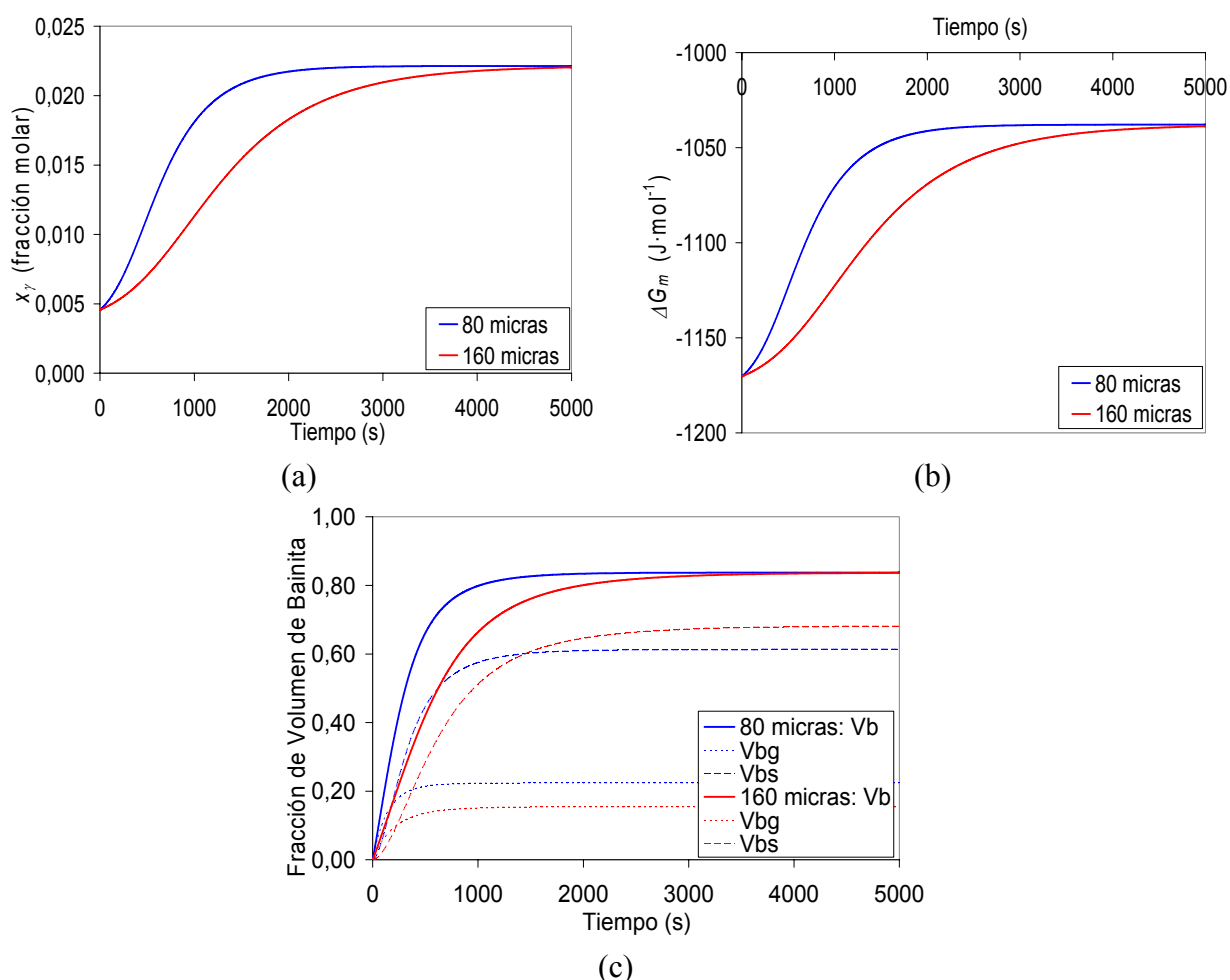 0,025
0,020
0,015
0,010
0,005
0,000
x γ (fracción molar)
0 1000 2000 3000 4000 5000
Tiempo (s)
80 micras
160 micras
(a)
Tiempo (s)
0 1000 2000 3000 4000 5000
-1000
-1050
-1100
-1150
-1200
ΔG m (J·mol-1)
80 micras
160 micras
(b)
1,00
0,80
0,60
0,40
0,20
0,00
Fracción de Volumen de Bainita
0 1000 2000 3000 4000 5000
Tiempo (s)
80 micras: Vb
Vbg
Vbs
160 micras: Vb
Vbg
Vbs
(c)